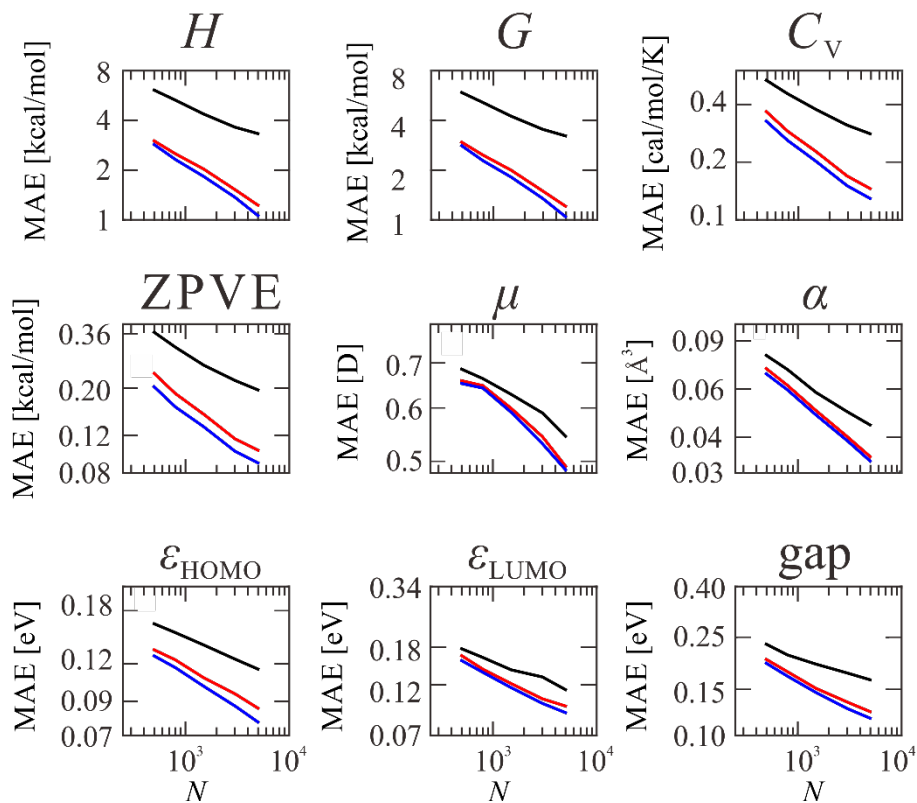 H
MAE [kcal/mol]
8
4
2
1
G
MAE [kcal/mol]
8
4
2
1
C_V
MAE [cal/mol/K]
0.4
0.2
0.1
ZPVE
MAE [kcal/mol]
0.36
0.20
0.12
0.08
μ
MAE [D]
0.7
0.6
0.5
α
MAE [Å³]
0.09
0.06
0.04
0.03
ε_HOMO
MAE [eV]
0.18
0.12
0.09
0.07
10³ 10⁴
N
ε_LUMO
MAE [eV]
0.34
0.18
0.12
0.07
10³ 10⁴
N
gap
MAE [eV]
0.40
0.25
0.15
0.10
10³ 10⁴
N